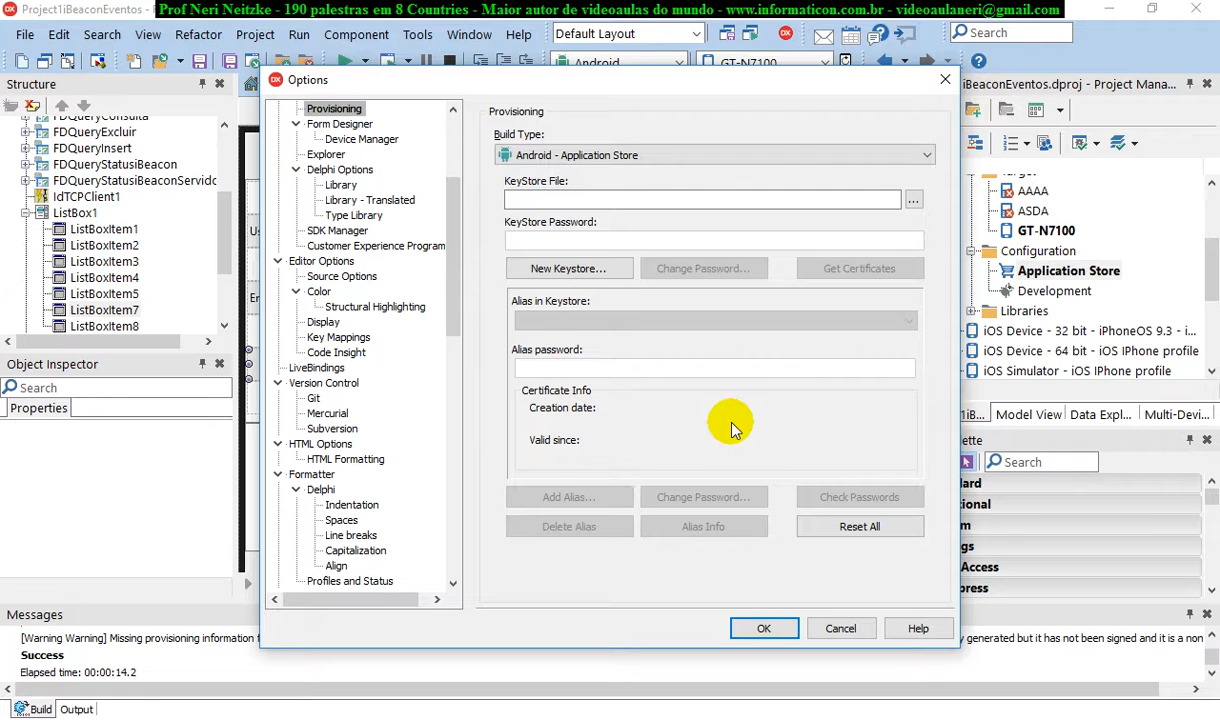 Project1iBeaconEventos - P
Prof Neri Neitzke - 190 palestras em 8 Countries - Maior autor de videoaulas do mundo - www.informaticon.com.br - videoaulaneri@gmail.com
File Edit Search View Refactor Project Run Component Tools Window Help
Default Layout
Search
Android
GT-N7100
Structure
FDQueryConsulta
FDQueryExcluir
FDQueryInsert
FDQueryStatusiBeacon
FDQueryStatusiBeaconServidc
IdTCPClient1
ListBox1
ListBoxItem1
ListBoxItem2
ListBoxItem3
ListBoxItem4
ListBoxItem5
ListBoxItem7
ListBoxItem8
Object Inspector
Search
Properties
Options
Provisioning
Form Designer
Device Manager
Explorer
Delphi Options
Library
Library - Translated
Type Library
SDK Manager
Customer Experience Program
Editor Options
Source Options
Color
Structural Highlighting
Display
Key Mappings
Code Insight
LiveBindings
Version Control
Git
Mercurial
Subversion
HTML Options
HTML Formatting
Formatter
Delphi
Indentation
Spaces
Line breaks
Capitalization
Align
Profiles and Status
Provisioning
Build Type:
Android - Application Store
KeyStore File:
...
KeyStore Password:
New Keystore... Change Password... Get Certificates
Alias in Keystore:
Alias password:
Certificate Info
Creation date:
Valid since:
Add Alias... Change Password... Check Passwords
Delete Alias Alias Info Reset All
OK Cancel Help
iBeaconEventos.dproj - Project Mana...
Target
AAAA
ASDA
GT-N7100
Configuration
Application Store
Development
Libraries
iOS Device - 32 bit - iPhoneOS 9.3 - i...
iOS Device - 64 bit - iOS IPhone profile
iOS Simulator - iOS IPhone profile
1iB... Model View Data Expl... Multi-Devi...
ette
Search
dard
tional
m
gs
Access
press
Messages
[Warning Warning] Missing provisioning information f
y generated but it has not been signed and it is a non
Success
Elapsed time: 00:00:14.2
Build Output